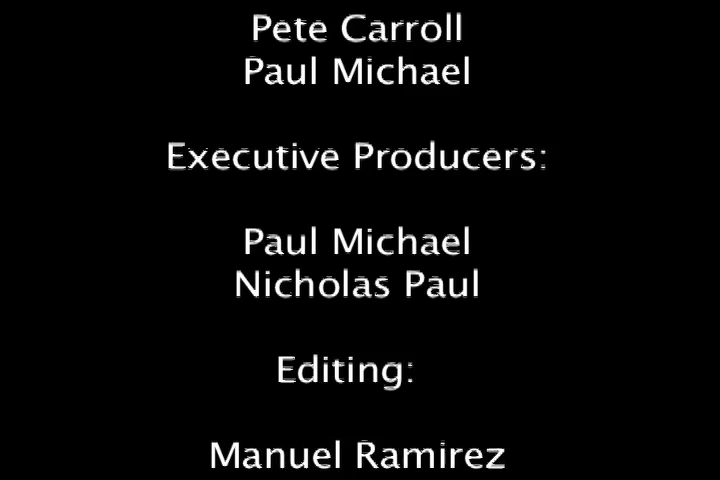 Pete Carroll
Paul Michael
Executive Producers:
Paul Michael
Nicholas Paul
Editing:
Manuel Ramirez